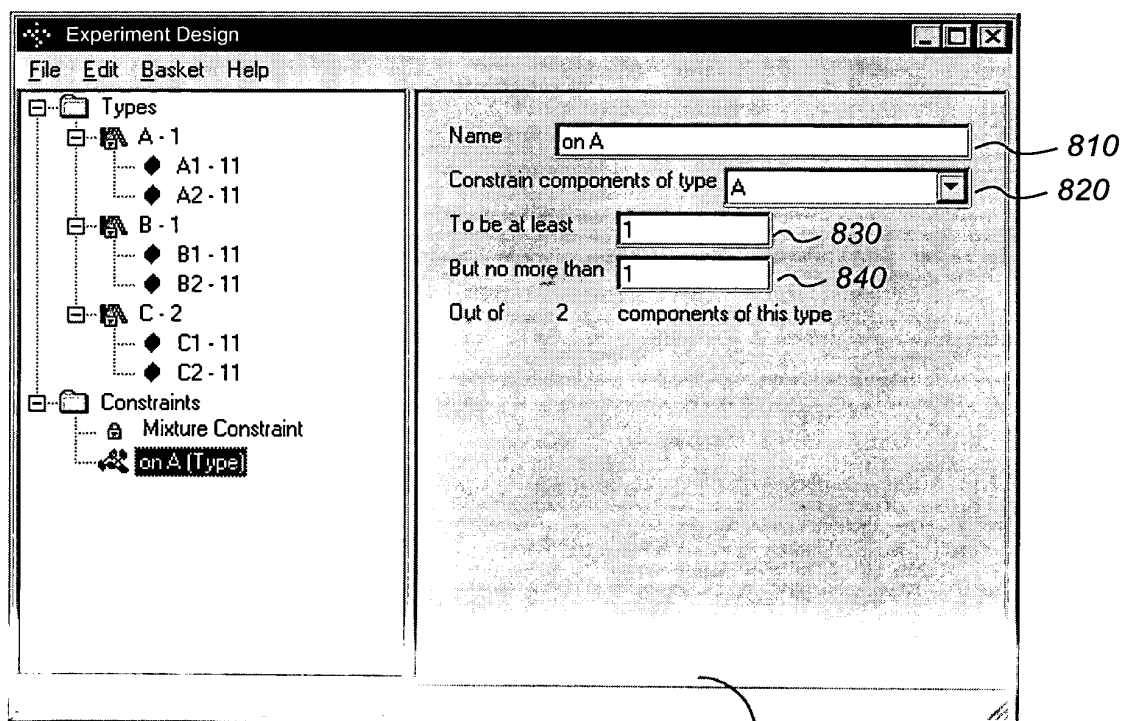 Experiment Design
File Edit Basket Help
Types
A - 1
A1 - 11
A2 - 11
B - 1
B1 - 11
B2 - 11
C - 2
C1 - 11
C2 - 11
Constraints
Mixture Constraint
on A (Type)
Name on A 810
Constrain components of type A 820
To be at least 1 830
But no more than 1 840
Out of 2 components of this type